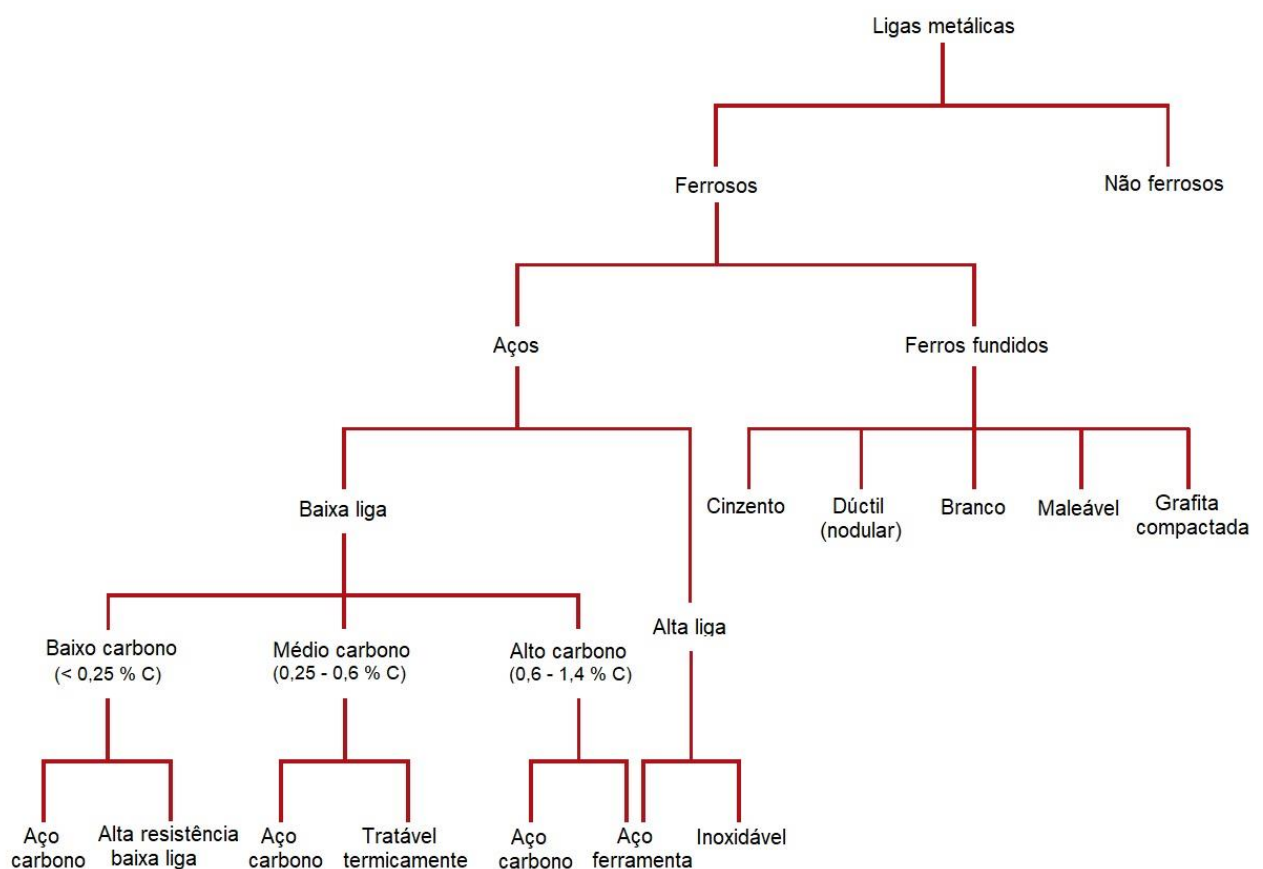 Ligas metálicas
Ferrosos
Não ferrosos
Aços
Ferros fundidos
Baixa liga
Cinzento
Dúctil
(nodular)
Branco
Maleável
Grafita
compactada
Baixo carbono
(< 0,25 % C)
Médio carbono
(0,25 - 0,6 % C)
Alto carbono
(0,6 - 1,4 % C)
Alta liga
Aço
carbono
Alta resistência
baixa liga
Aço
carbono
Tratável
termicamente
Aço
carbono
Aço
ferramenta
Inoxidável